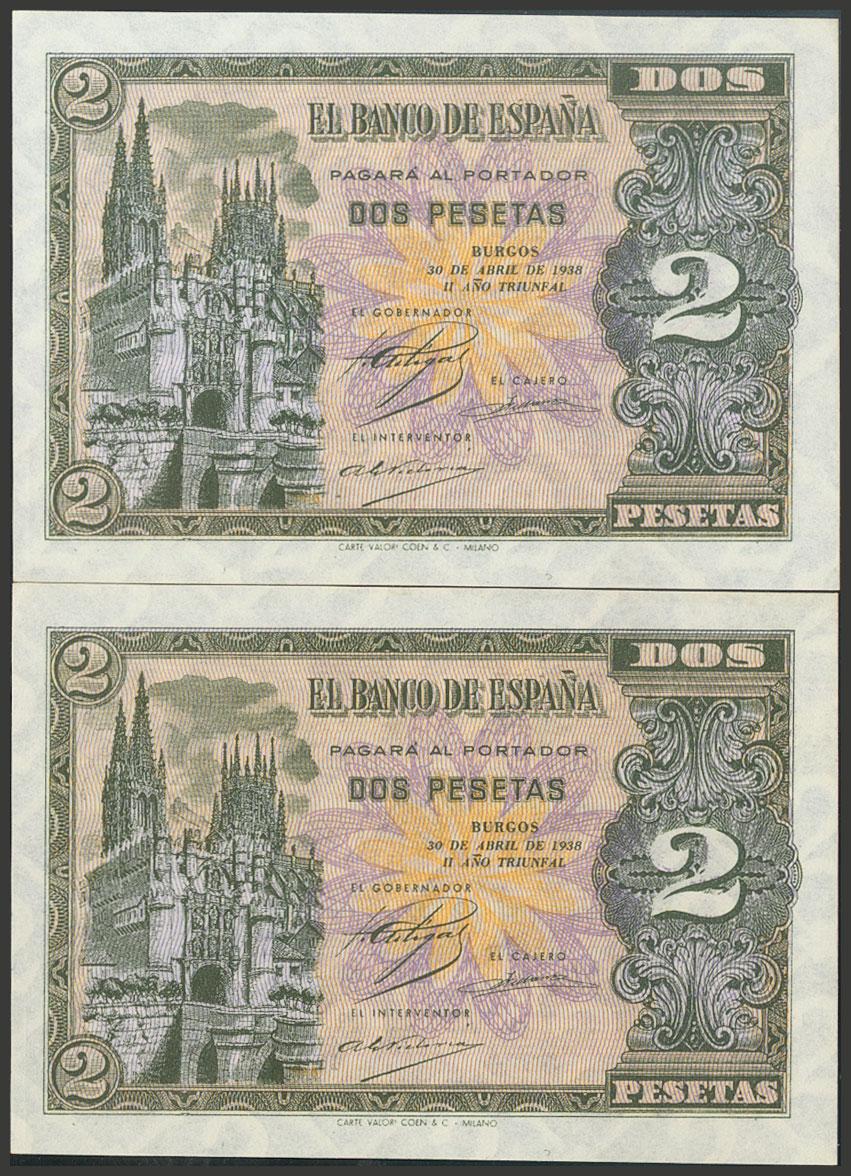 2
DOS
EL BANCO DE ESPAÑA
PAGARÁ AL PORTADOR
DOS PESETAS
BURGOS
30 DE ABRIL DE 1938
II AÑO TRIUNFAL
2
EL GOBERNADOR
EL CAJERO
EL INTERVENTOR
2
PESETAS
CARTE VALORI COEN & C. - MILANO
2
DOS
EL BANCO DE ESPAÑA
PAGARÁ AL PORTADOR
DOS PESETAS
BURGOS
30 DE ABRIL DE 1938
II AÑO TRIUNFAL
2
EL GOBERNADOR
EL CAJERO
EL INTERVENTOR
2
PESETAS
CARTE VALORI COEN & C. - MILANO